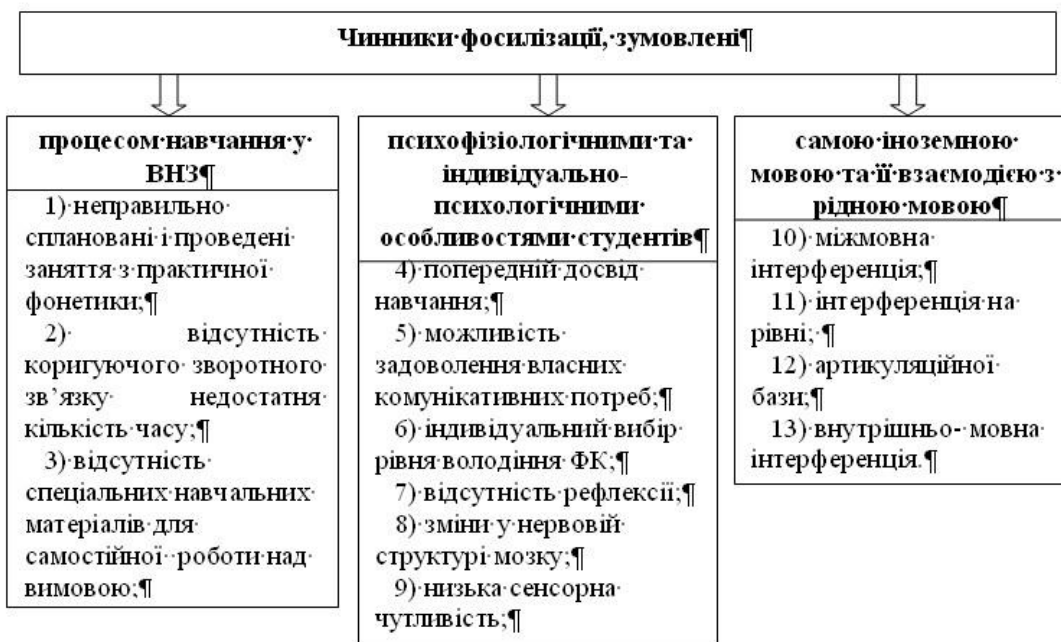 Чинники·фосилізації,·зумовлені¶
процесом·навчання·у·
ВНЗ¶
1)·неправильно·
сплановані·і·проведені·
заняття·з·практичної·
фонетики;¶
2)· відсутність·
коригуючого·зворотного·
зв’язку· недостатня·
кількість·часу;¶
3)·відсутність·
спеціальних·навчальних·
матеріалів·для·
самостійної··роботи·над·
вимовою;¶
психофізіологічними·та·
індивідуально-
психологічними·
особливостями·студентів¶
4)·попередній·досвід·
навчання;¶
5)·можливість·
задоволення·власних·
комунікативних·потреб;¶
6)·індивідуальний·вибір·
рівня·володіння·ФК;¶
7)·відсутність·рефлексії;¶
8)·зміни·у·нервовій·
структурі·мозку;¶
9)·низька·сенсорна·
чутливість;¶
самою·іноземною·
мовою·та·її·взаємодією·з·
рідною·мовою¶
10)·міжмовна·
інтерференція;¶
11)·інтерференція·на·
рівні;·¶
12)·артикуляційної·
бази;¶
13)·внутрішньо-·мовна·
інтерференція.¶